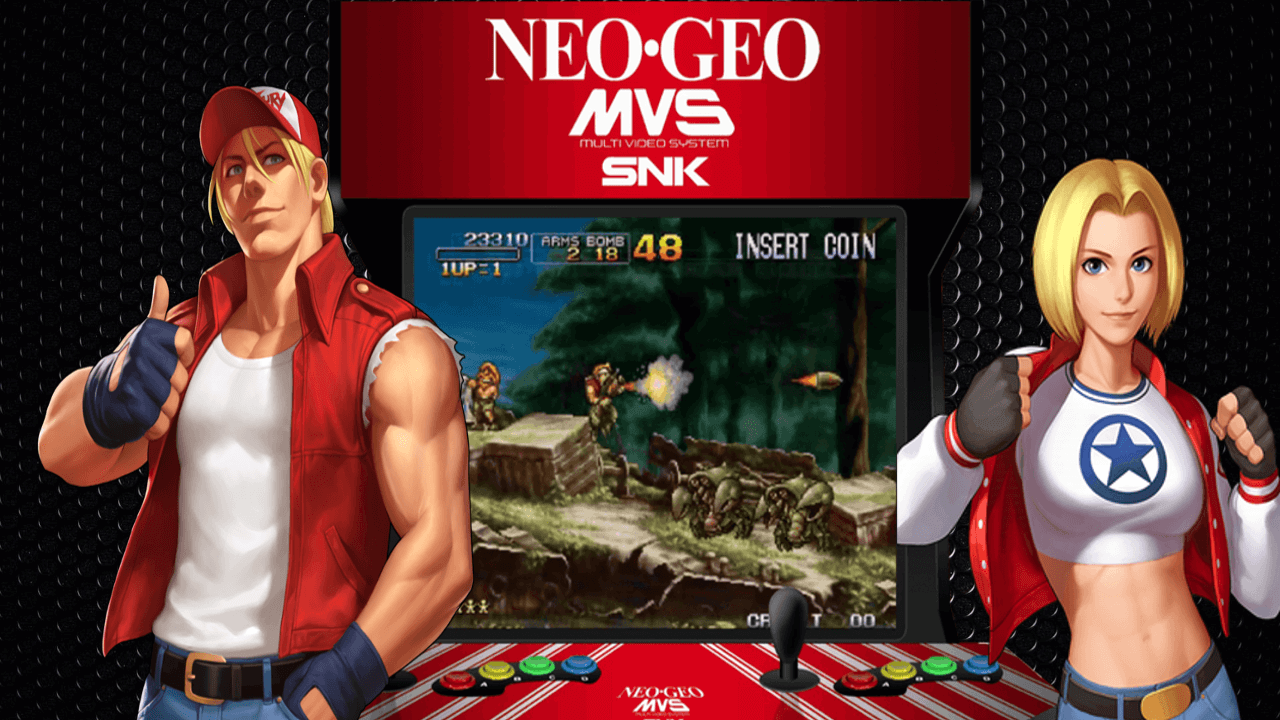 NEO•GEO
MVS
MULTI VIDEO SYSTEM
SNK
23310
ARMS BOMB
2 18
48
INSERT COIN
1UP=1
00
A B C D
A B C D
NEO•GEO
MVS